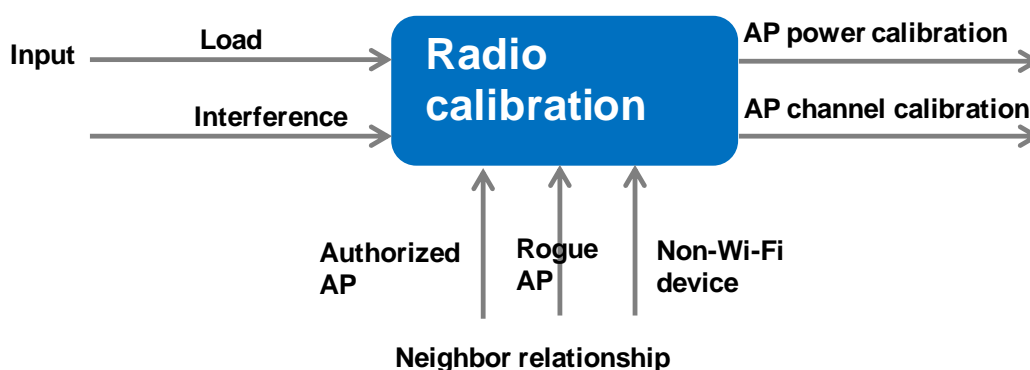 Input
Load
Interference
Radio
calibration
AP power calibration
AP channel calibration
Authorized
AP
Rogue
AP
Non-Wi-Fi
device
Neighbor relationship